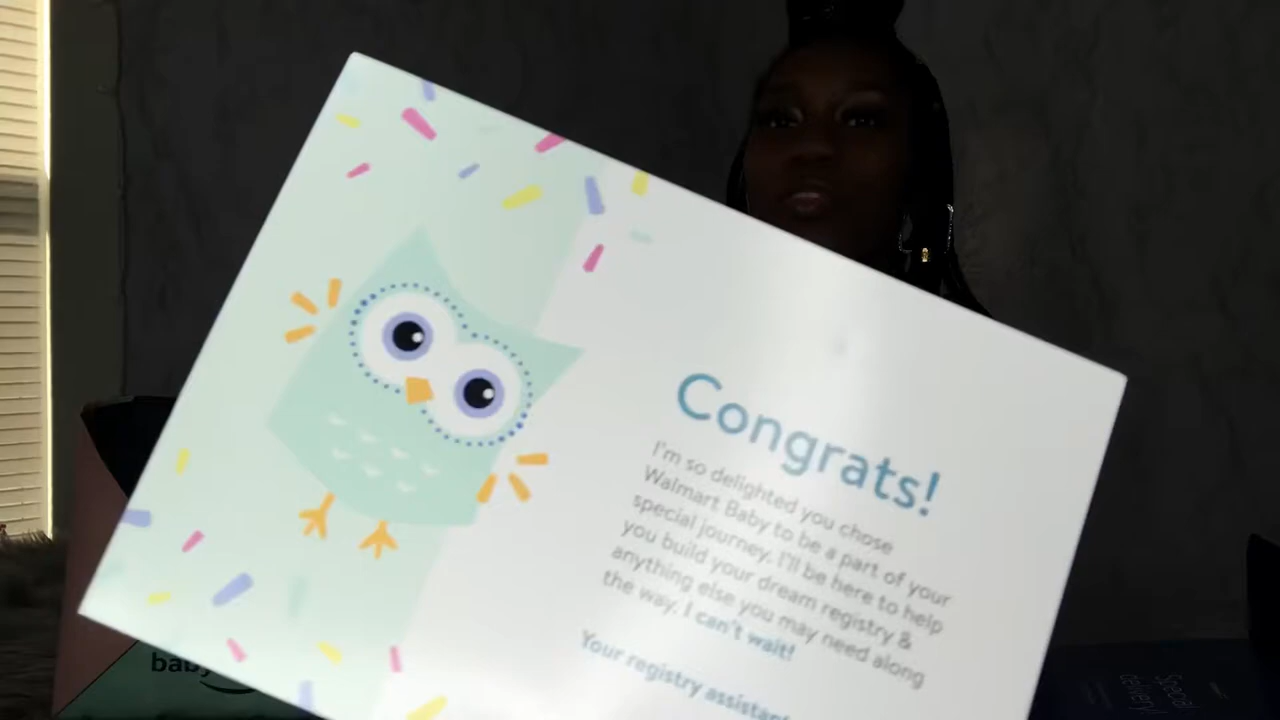 Congrats!
I'm so delighted you chose
Walmart Baby to be a part of your
special journey. I'll be here to help
you build your dream registry &
anything else you may need along
the way. I can't wait!
Your registry assistant
baby
Special
delivery